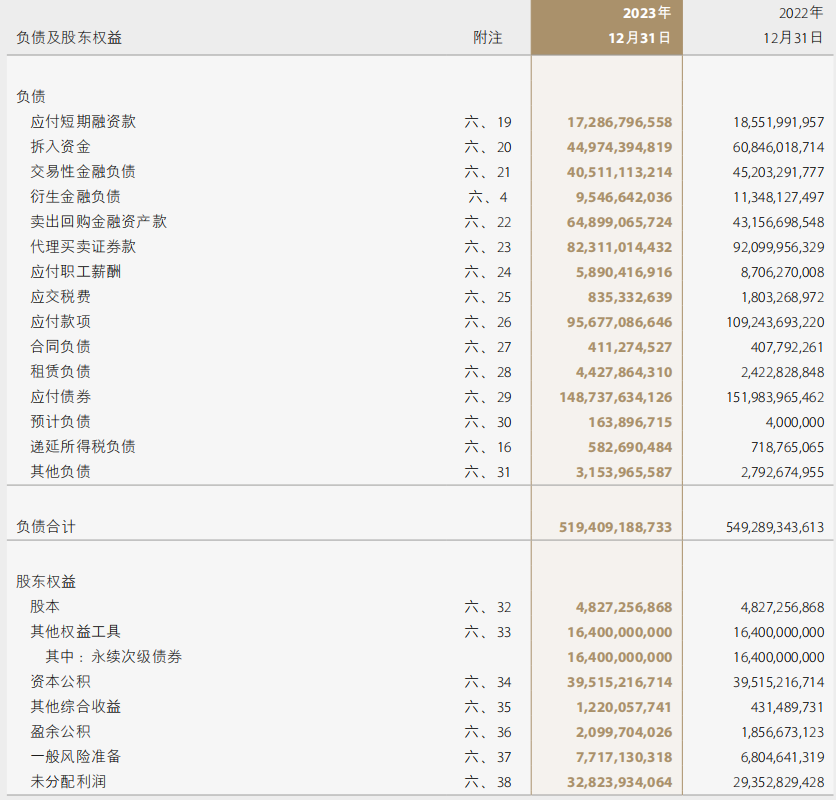 2023年 2022年
负债及股东权益 附注 12月31日 12月31日
负债
应付短期融资款 六、19 17,286,796,558 18,551,991,957
拆入资金 六、20 44,974,394,819 60,846,018,714
交易性金融负债 六、21 40,511,113,214 45,203,291,777
衍生金融负债 六、4 9,546,642,036 11,348,127,497
卖出回购金融资产款 六、22 64,899,065,724 43,156,698,548
代理买卖证券款 六、23 82,311,014,432 92,099,956,329
应付职工薪酬 六、24 5,890,416,916 8,706,270,008
应交税费 六、25 835,332,639 1,803,268,972
应付款项 六、26 95,677,086,646 109,243,693,220
合同负债 六、27 411,274,527 407,792,261
租赁负债 六、28 4,427,864,310 2,422,828,848
应付债券 六、29 148,737,634,126 151,983,965,462
预计负债 六、30 163,896,715 4,000,000
递延所得税负债 六、16 582,690,484 718,765,065
其他负债 六、31 3,153,965,587 2,792,674,955
负债合计 519,409,188,733 549,289,343,613
股东权益
股本 六、32 4,827,256,868 4,827,256,868
其他权益工具 六、33 16,400,000,000 16,400,000,000
其中：永续次级债券 16,400,000,000 16,400,000,000
资本公积 六、34 39,515,216,714 39,515,216,714
其他综合收益 六、35 1,220,057,741 431,489,731
盈余公积 六、36 2,099,704,026 1,856,673,123
一般风险准备 六、37 7,717,130,318 6,804,641,319
未分配利润 六、38 32,823,934,064 29,352,829,428